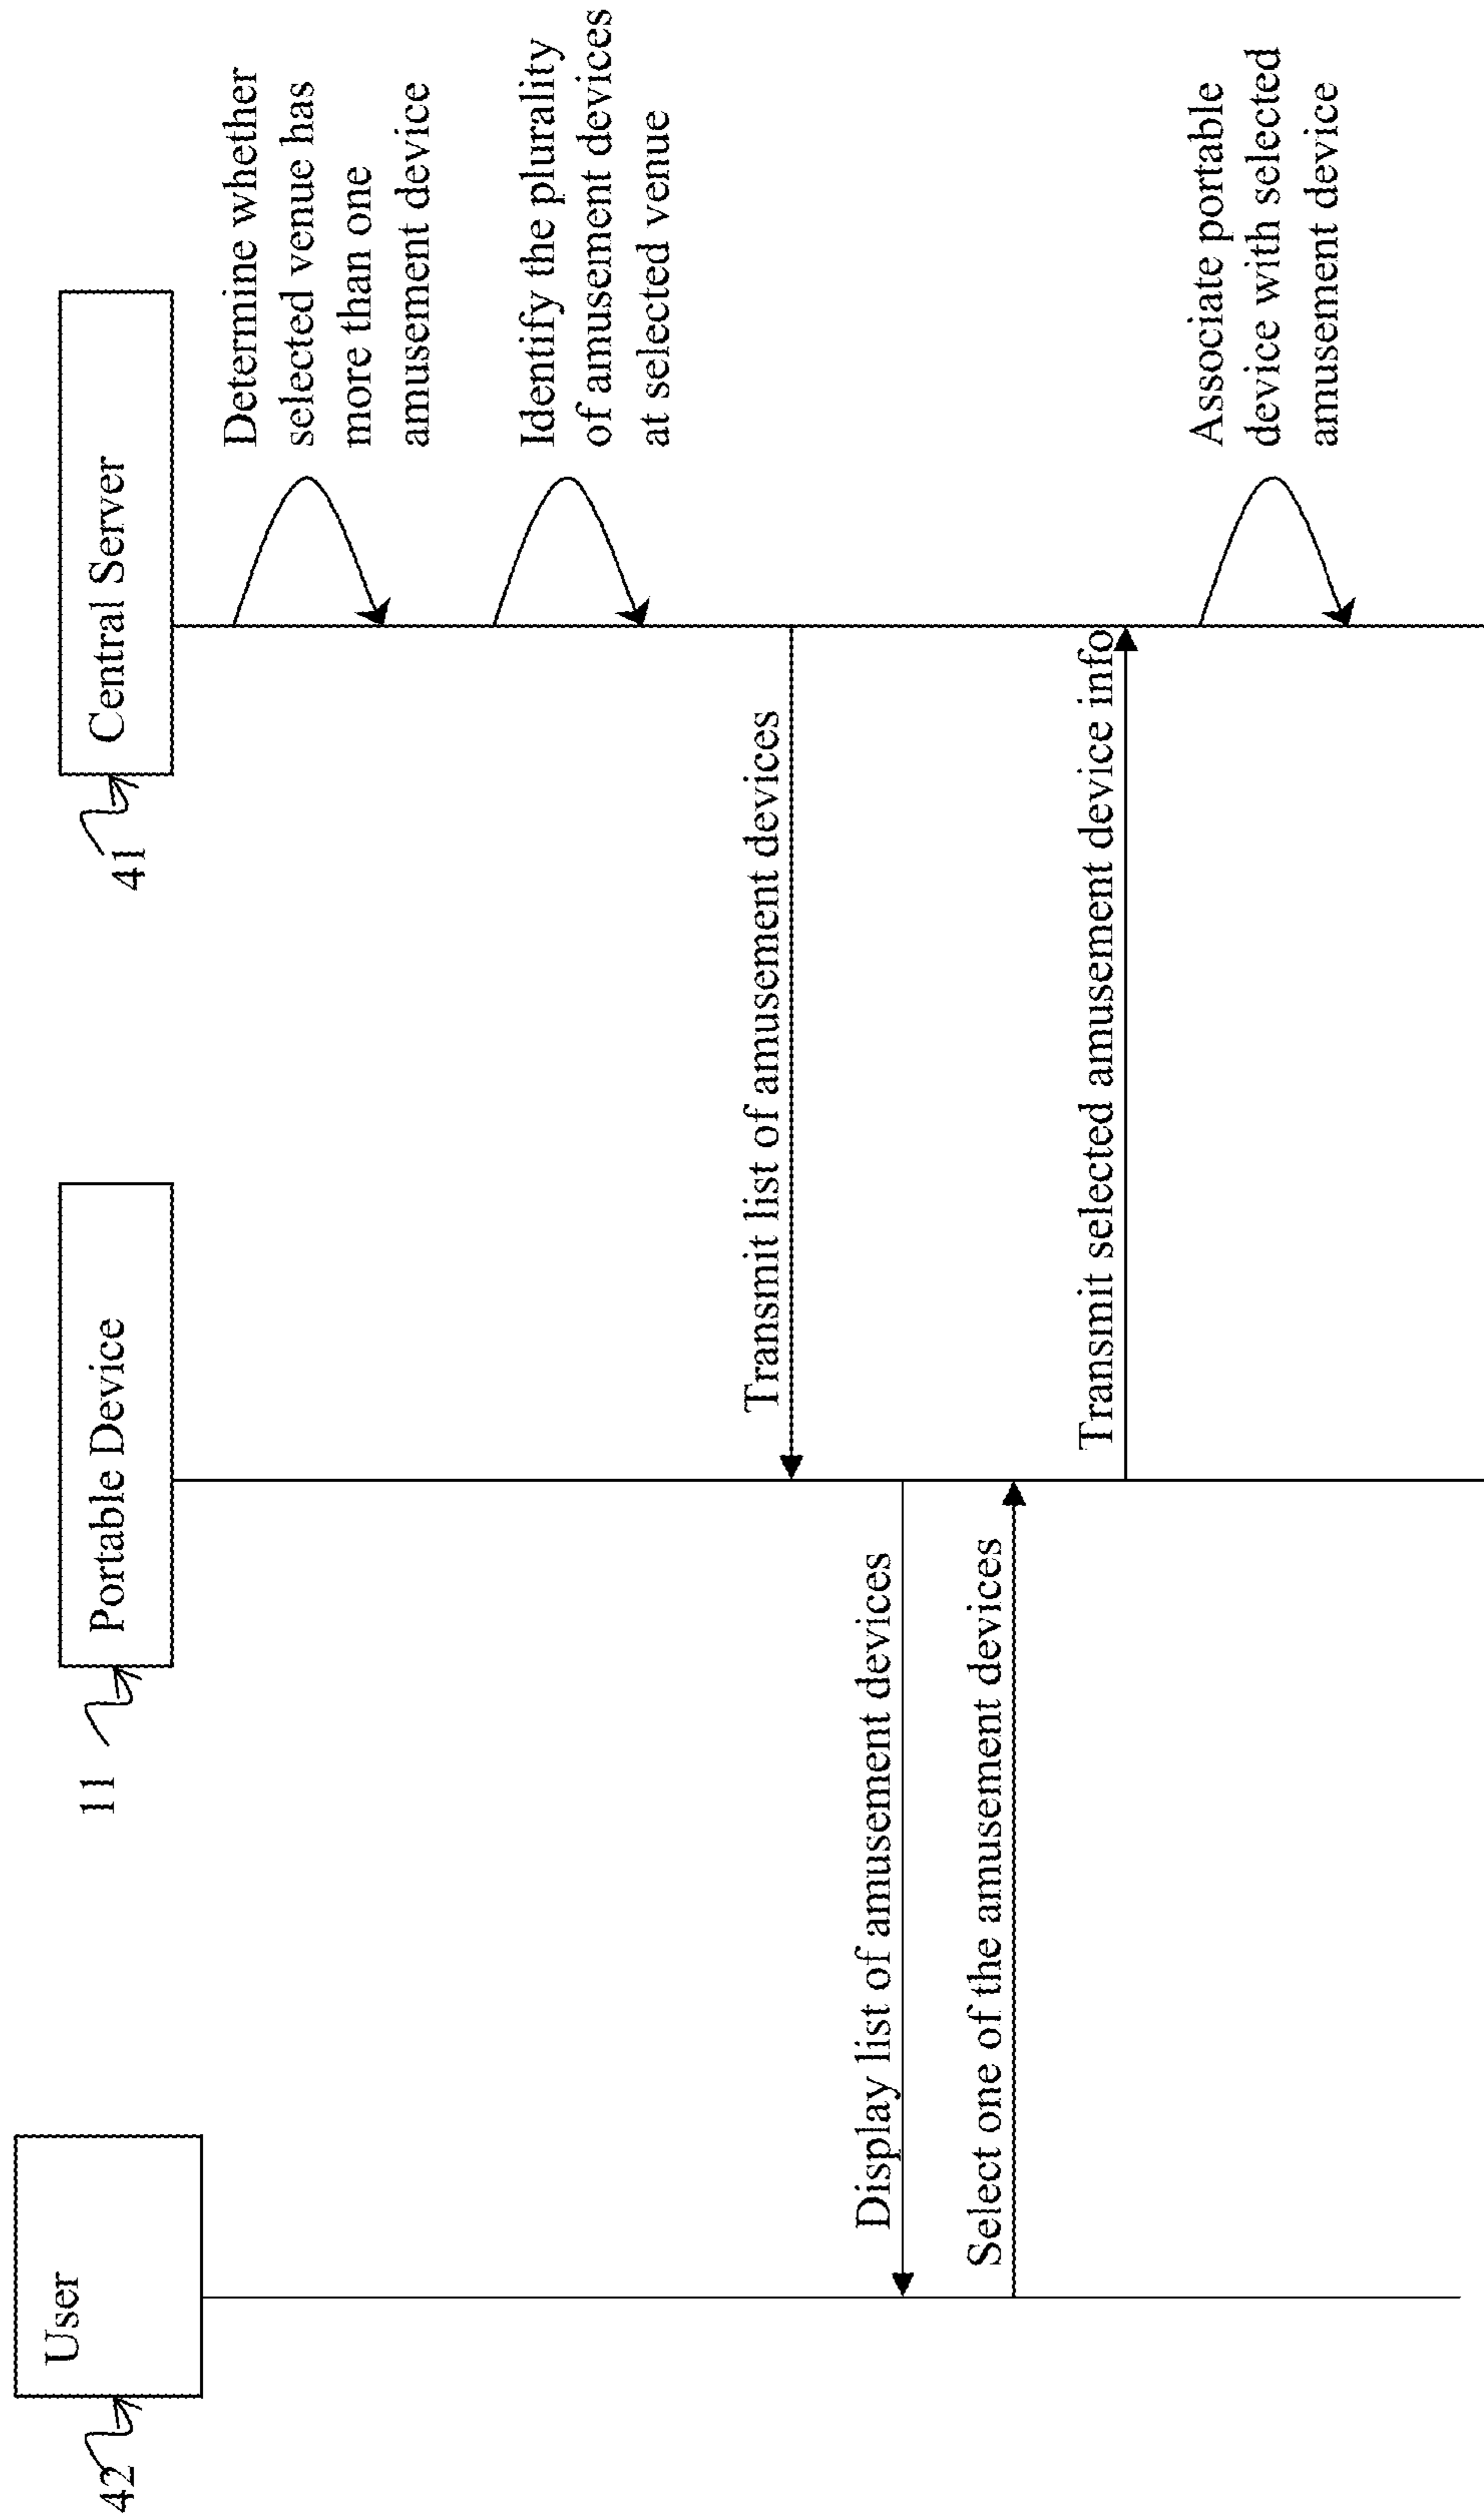 42
User
11
Portable Device
41
Central Server
Determine whether
selected venue has
more than one
amusement device
Identify the plurality
of amusement devices
at selected venue
Transmit list of amusement devices
Display list of amusement devices
Select one of the amusement devices
Transmit selected amusement device info
Associate portable
device with selected
amusement device